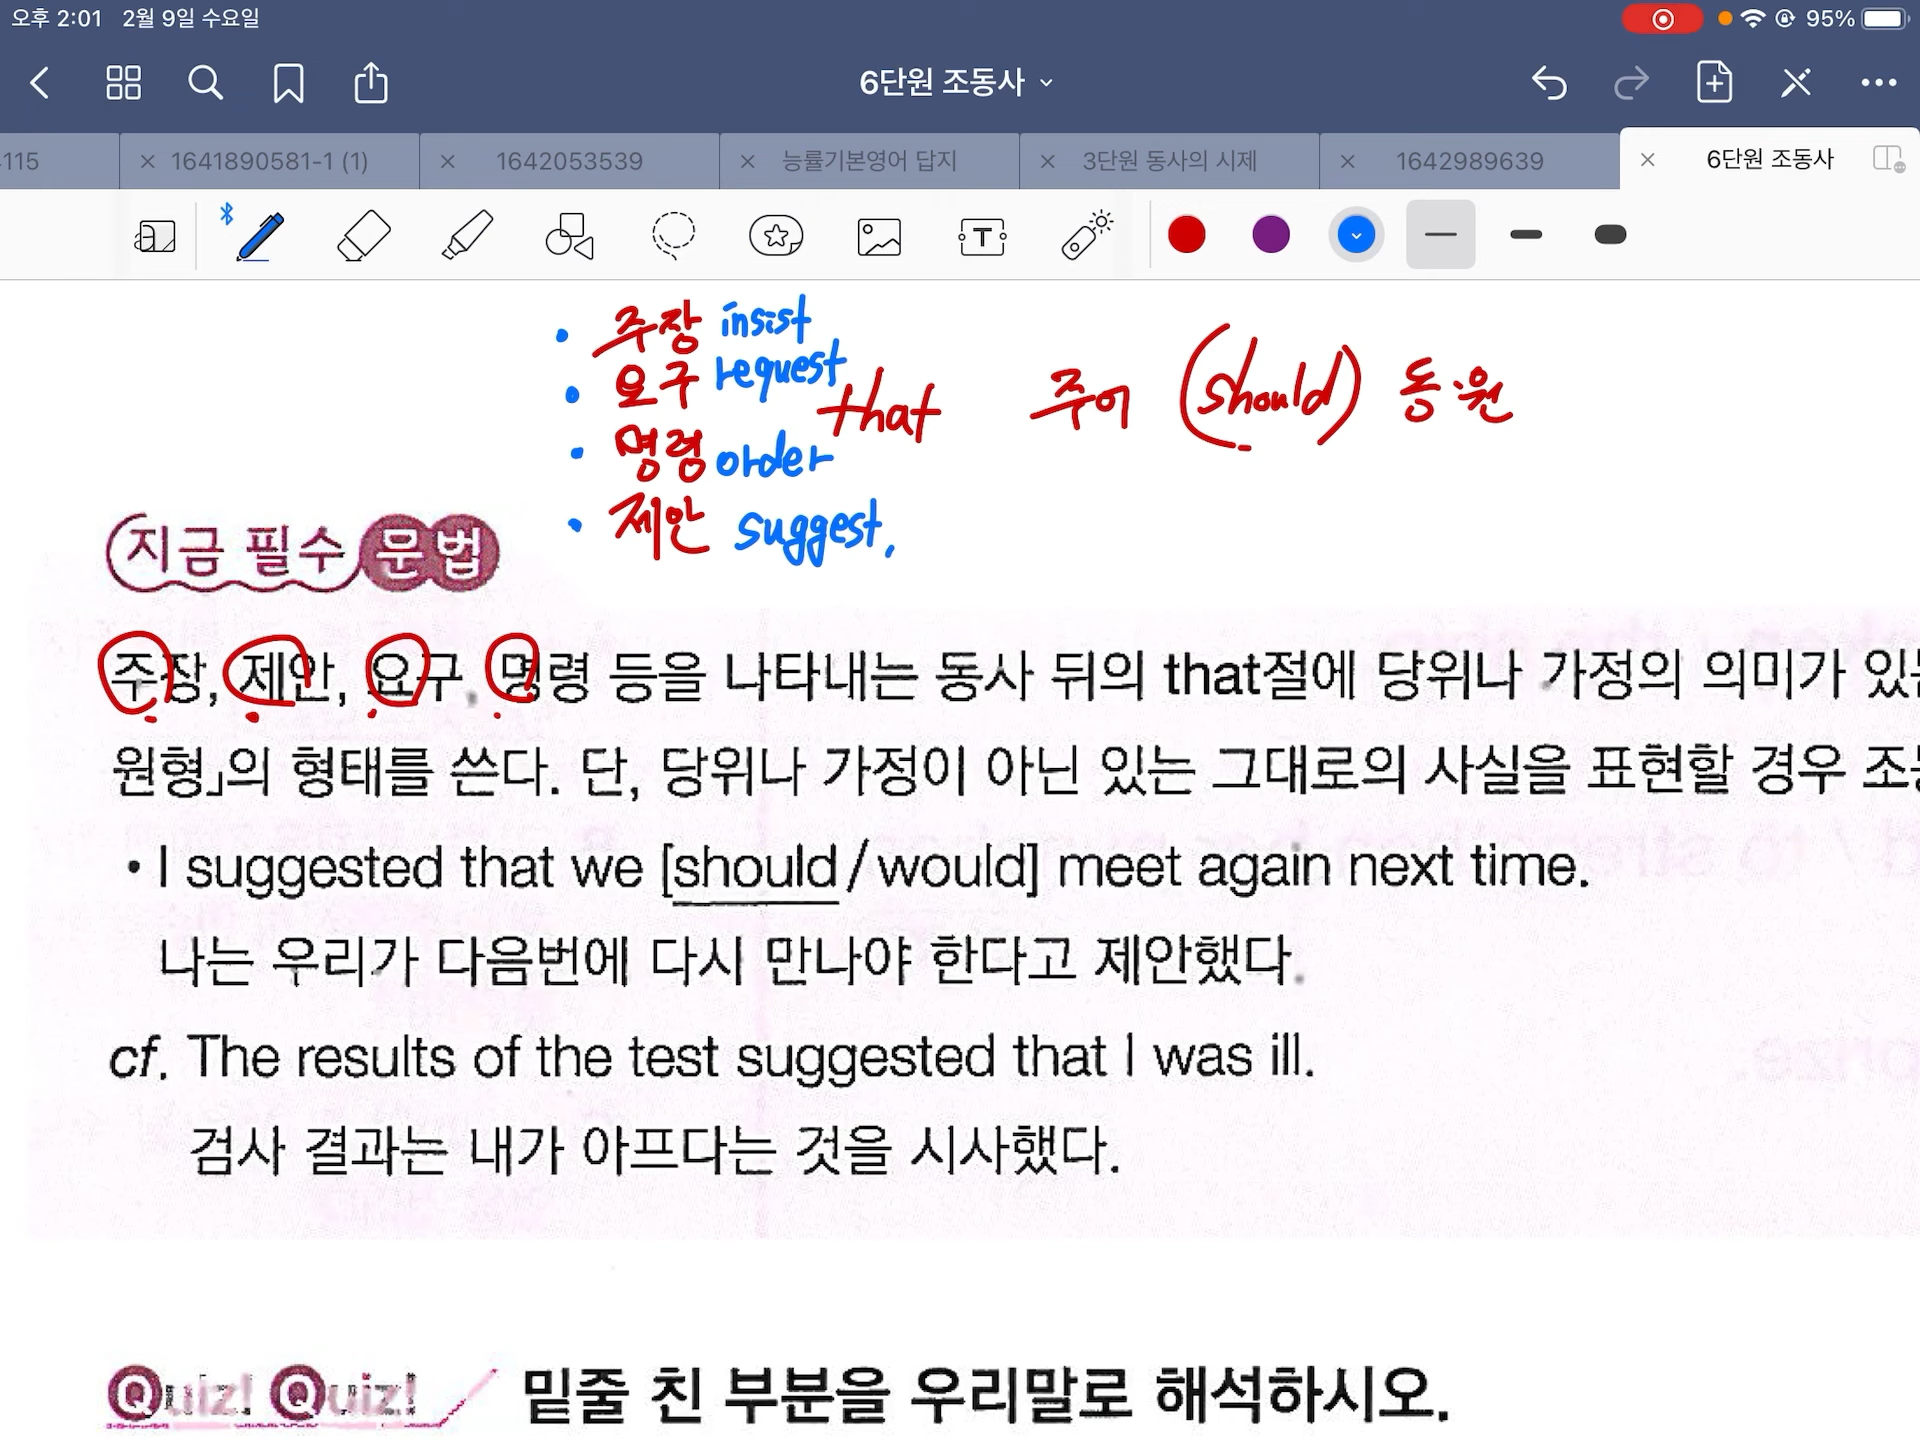 오후 2:01 2월 9일 수요일 95%
6단원 조동사
115 1641890581-1 (1) 1642053539 능률기본영어 답지 3단원 동사의 시제 1642989639 6단원 조동사
• 주장 insist
• 요구 request
that 주어 (should) 동·원
• 명령 order
• 제안 suggest,
지금 필수 문법
주장, 제안, 요구, 명령 등을 나타내는 동사 뒤의 that절에 당위나 가정의 의미가
원형」의 형태를 쓴다. 단, 당위나 가정이 아닌 있는 그대로의 사실을 표현할 경우
• I suggested that we [should/would] meet again next time.
나는 우리가 다음번에 다시 만나야 한다고 제안했다.
cf. The results of the test suggested that I was ill.
검사 결과는 내가 아프다는 것을 시사했다.
Quiz! Quiz! 밑줄 친 부분을 우리말로 해석하시오.